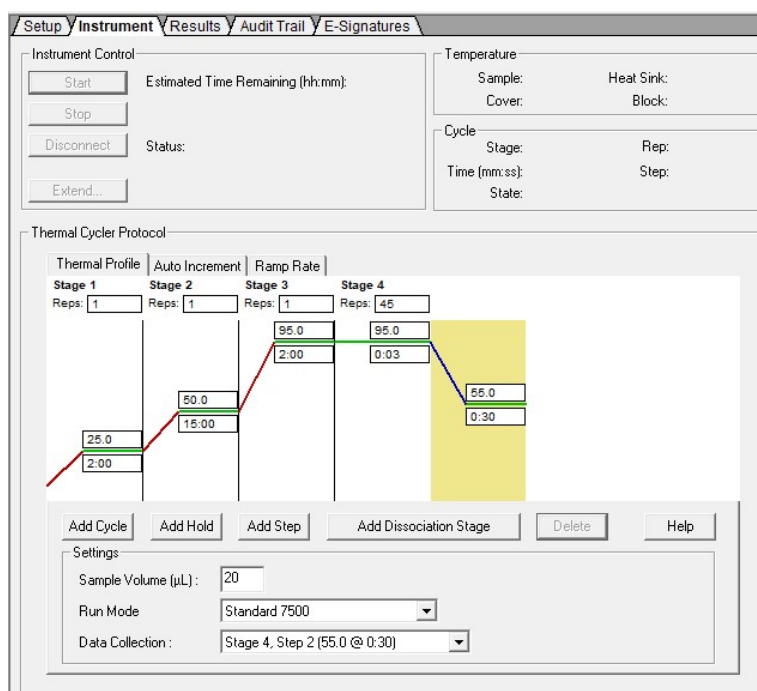 Setup Instrument Results Audit Trail E-Signatures
Instrument Control
Start Estimated Time Remaining (hh:mm):
Stop
Disconnect Status:
Extend...
Temperature
Sample: Heat Sink:
Cover: Block:
Cycle
Stage: Rep:
Time (mm:ss): Step:
State:
Thermal Cycler Protocol
Thermal Profile Auto Increment Ramp Rate
Stage 1 Stage 2 Stage 3 Stage 4
Reps: 1 Reps: 1 Reps: 1 Reps: 45
95.0 95.0
2:00 0:03
50.0 55.0
15:00 0:30
25.0
2:00
Add Cycle Add Hold Add Step Add Dissociation Stage Delete Help
Settings
Sample Volume (µL) : 20
Run Mode Standard 7500
Data Collection : Stage 4, Step 2 (55.0 @ 0:30)